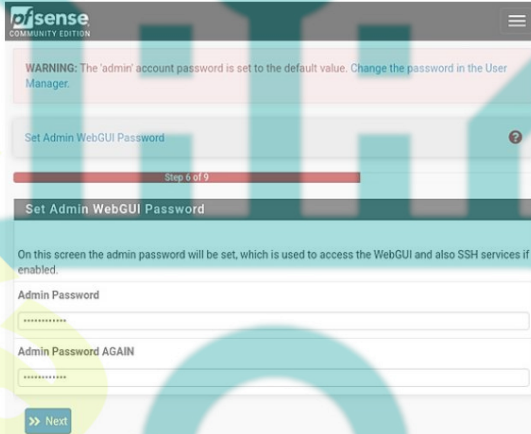 pfsense
COMMUNITY EDITION
WARNING: The 'admin' account password is set to the default value. Change the password in the User
Manager.
Set Admin WebGUI Password
?
Step 6 of 9
Set Admin WebGUI Password
On this screen the admin password will be set, which is used to access the WebGUI and also SSH services if
enabled.
Admin Password
••••••••••••
Admin Password AGAIN
••••••••••••
>> Next